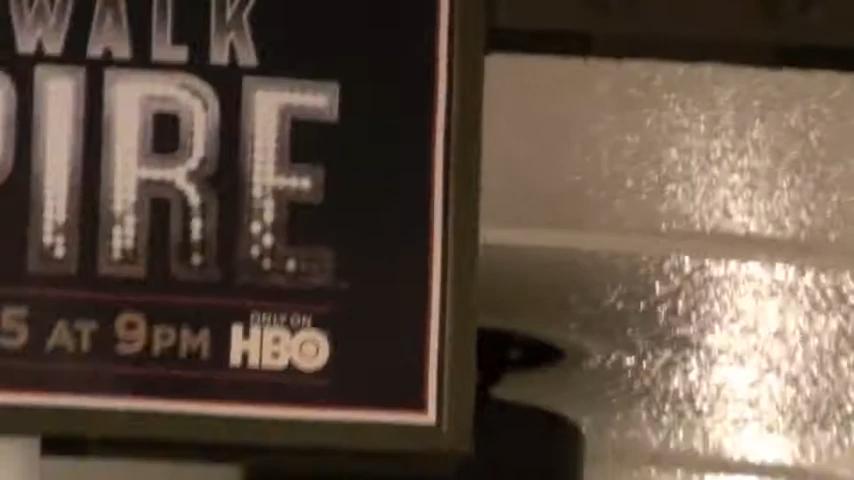 WALK
PIRE
5 AT 9PM
ONLY ON
HBO